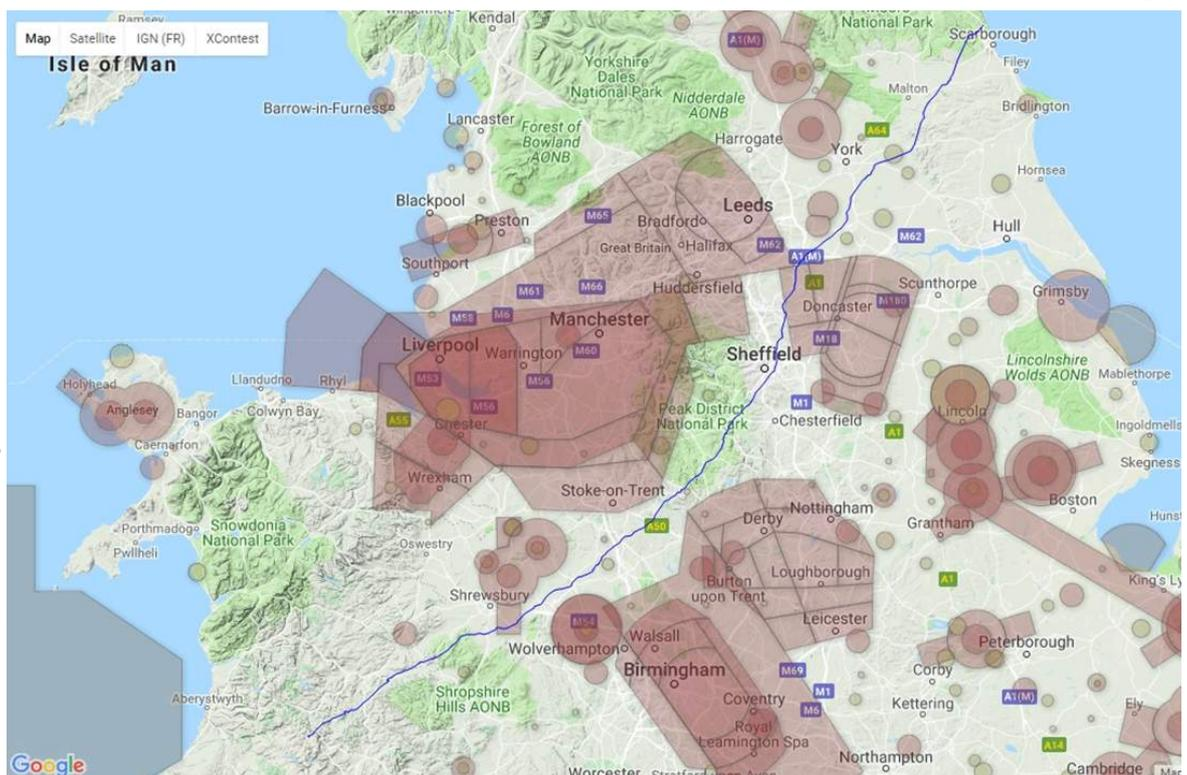 Map
Satellite
IGN (FR)
XContest
Ramsey
Isle of Man
Kendal
A1(M)
National Park
Scarborough
Filey
Yorkshire
Dales
National Park
Malton
Nidderdale
AONB
Bridlington
Barrow-in-Furness
Lancaster
Forest of
Bowland
AONB
Harrogate
A64
York
Hornsea
Blackpool
Preston
M65
Bradford
Leeds
Great Britain
Halifax
M62
A1(M)
M62
Hull
Southport
Huddersfield
A1
Scunthorpe
Grimsby
M61
M66
Doncaster
M180
M58
M6
Manchester
Liverpool
Warrington
M60
M18
Sheffield
Lincolnshire
Wolds AONB
Mablethorpe
Holyhead
Llandudno
Rhyl
M53
M56
M56
Anglesey
Bangor
Colwyn Bay
A55
Chester
Peak District
National Park
M1
Chesterfield
A1
Lincoln
Ingoldmells
Caernarfon
Skegness
Wrexham
Stoke-on-Trent
Boston
Snowdonia
National Park
Porthmadog
Pwllheli
Oswestry
A50
Derby
Nottingham
Grantham
Shrewsbury
Burton
upon Trent
Loughborough
A1
King's Ly
M54
Leicester
Wolverhampton
Walsall
Peterborough
Birmingham
Corby
M69
M1
Aberystwyth
Shropshire
Hills AONB
Coventry
M6
Kettering
A1(M)
Ely
Royal
Leamington Spa
Northampton
A14
Google
Worcester
Cambridge